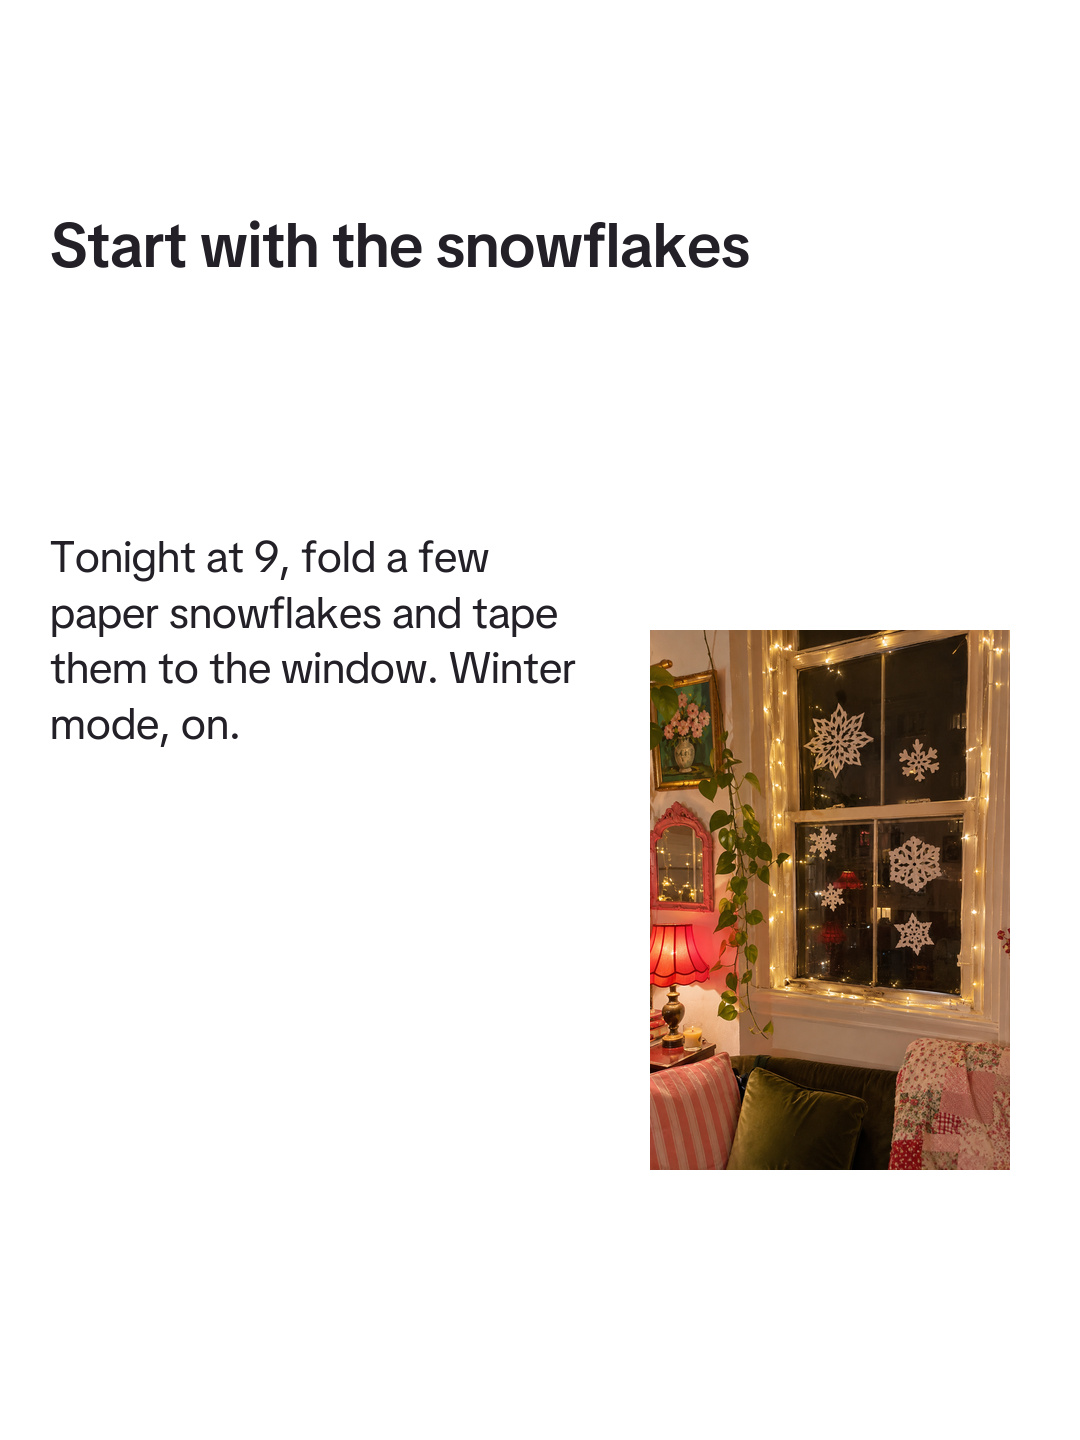 Start with the snowflakes
Tonight at 9, fold a few
paper snowflakes and tape
them to the window. Winter
mode, on.